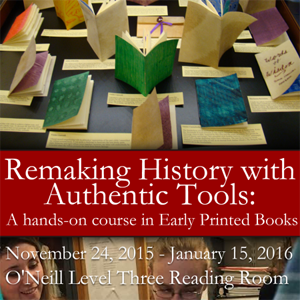 Remaking History with
Authentic Tools:
A hands-on course in Early Printed Books
November 24, 2015 - January 15, 2016
O'Neill Level Three Reading Room